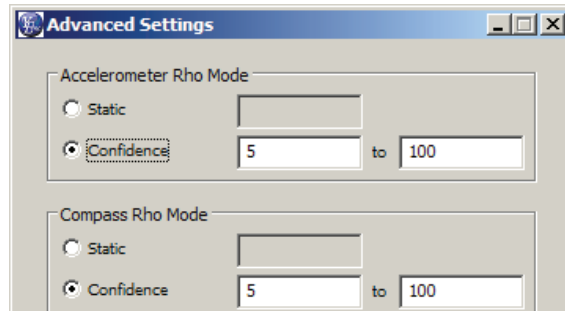 Advanced Settings
Accelerometer Rho Mode
Static
Confidence 5 to 100
Compass Rho Mode
Static
Confidence 5 to 100